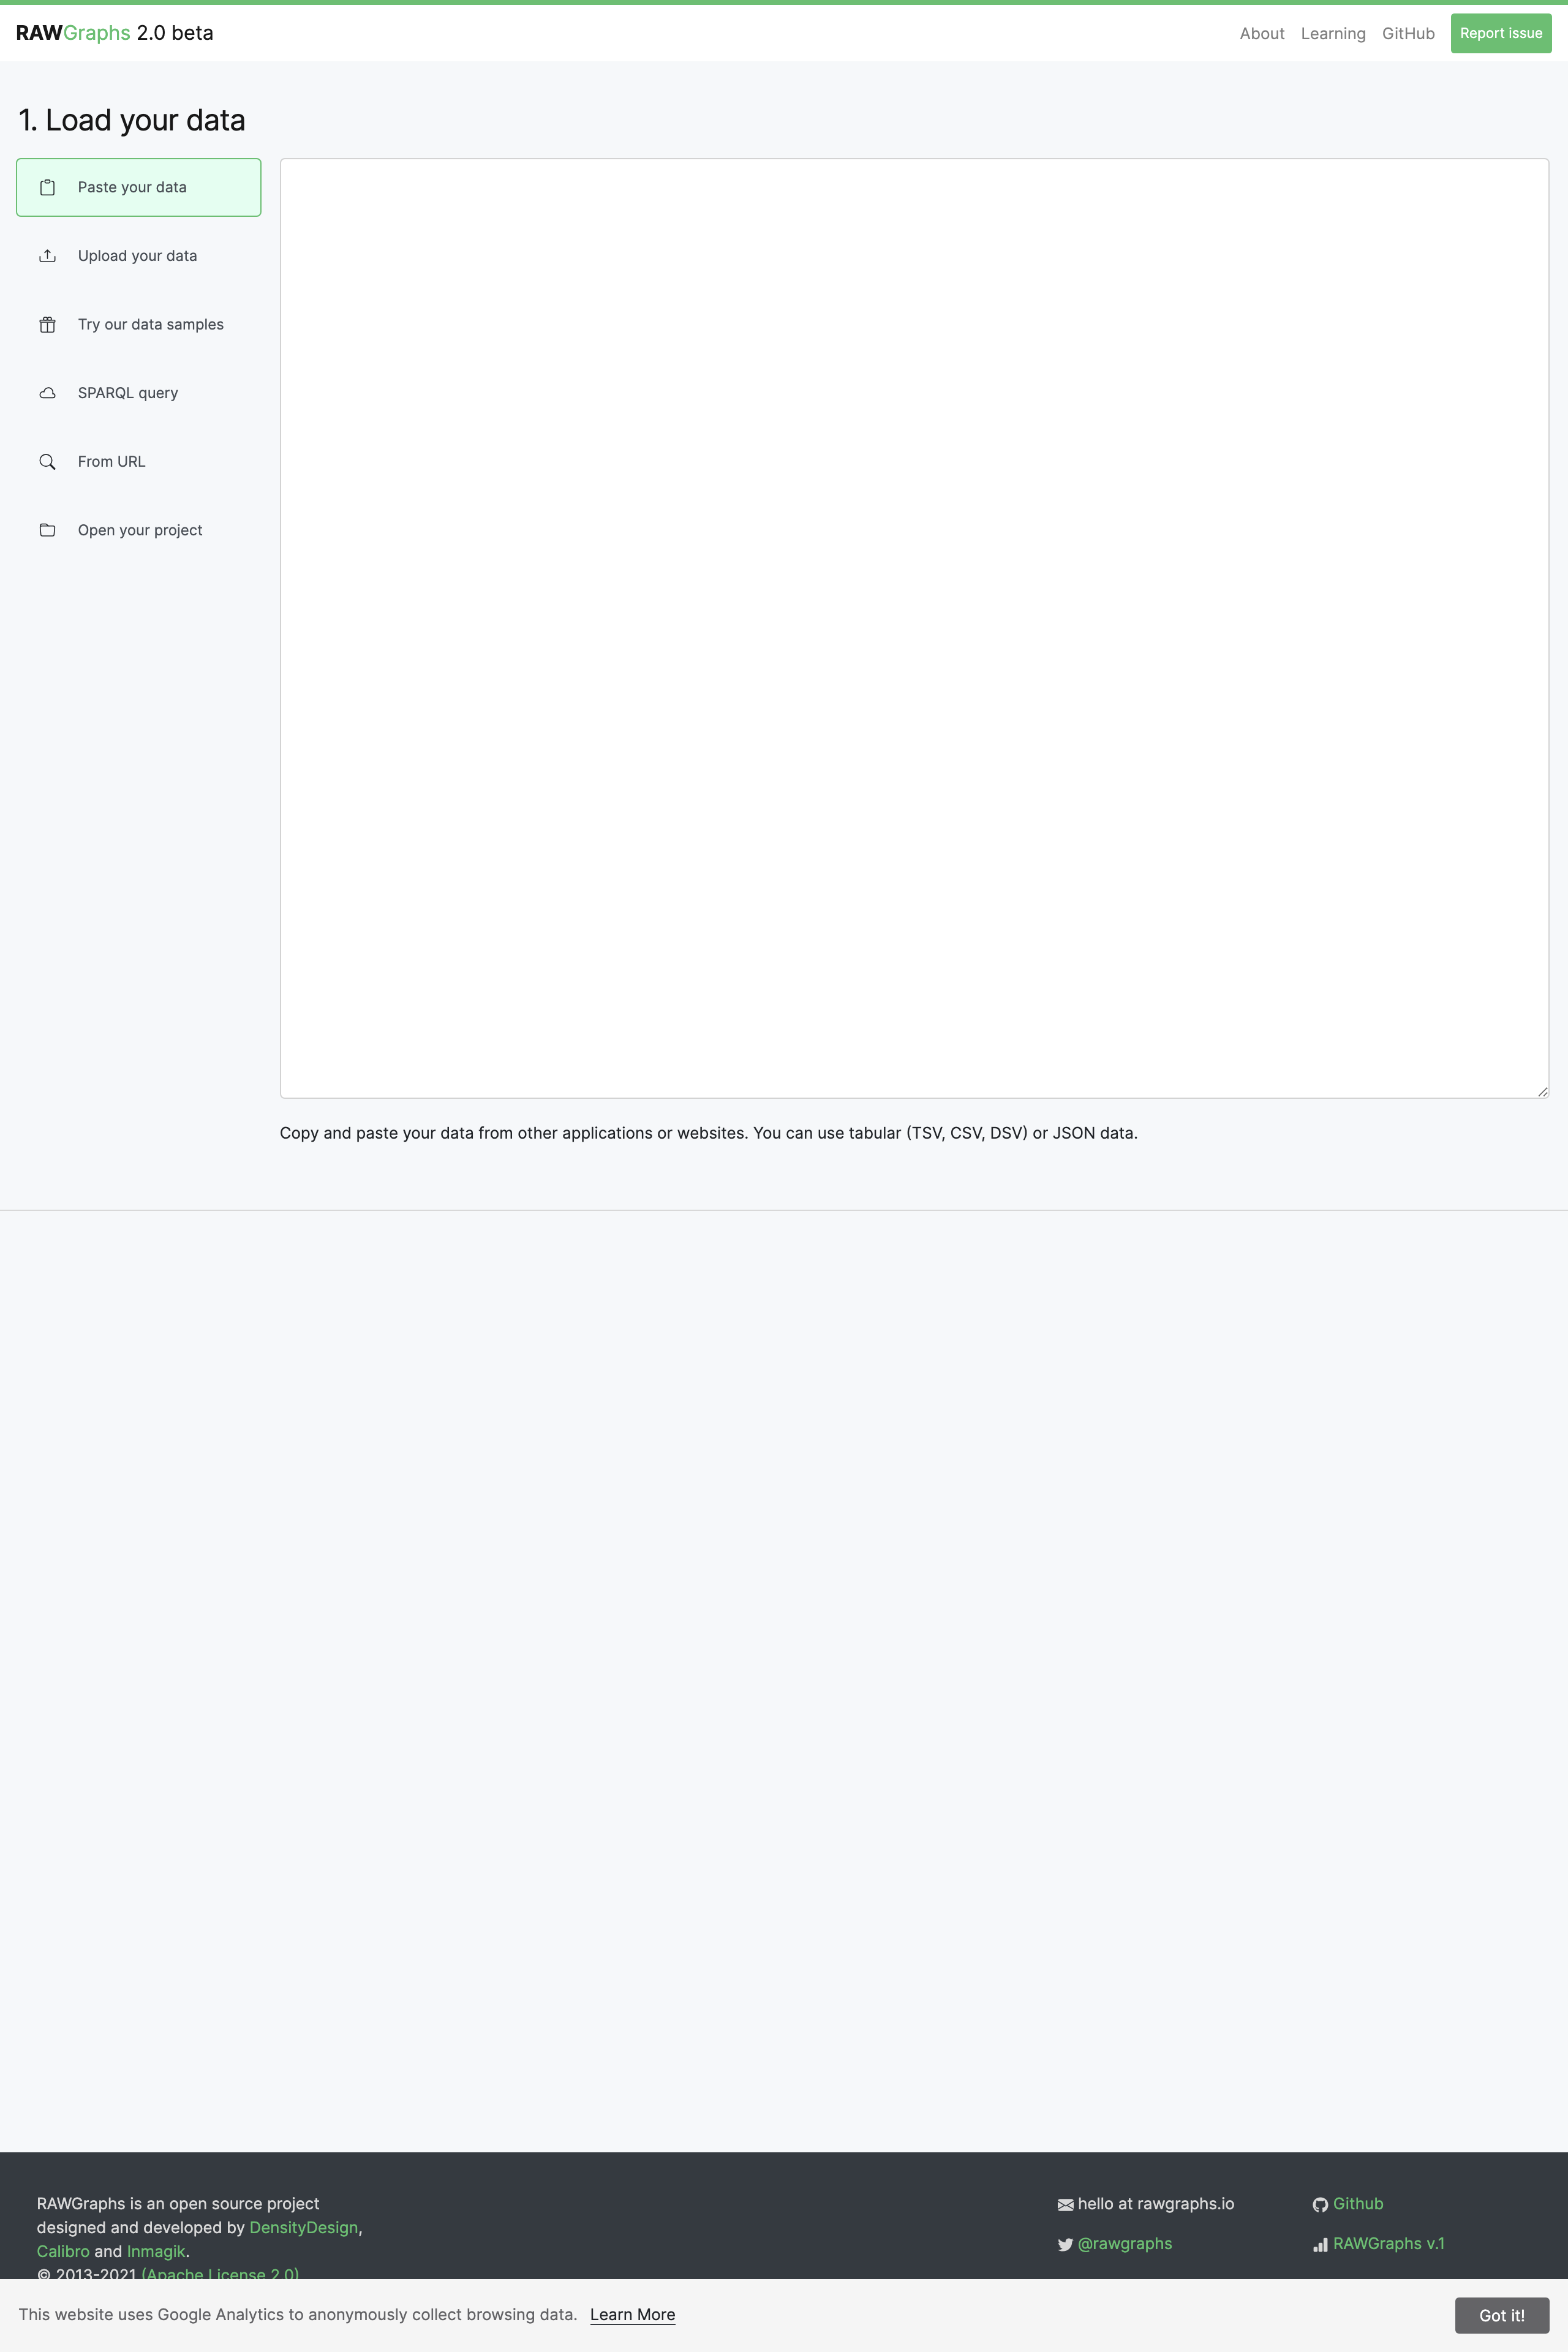 RAWGraphs 2.0 beta
About Learning GitHub Report issue
1. Load your data
Paste your data
Upload your data
Try our data samples
SPARQL query
From URL
Open your project
Copy and paste your data from other applications or websites. You can use tabular (TSV, CSV, DSV) or JSON data.
RAWGraphs is an open source project
designed and developed by DensityDesign,
Calibro and Inmagik.
© 2013-2021 (Apache License 2.0)
hello at rawgraphs.io
@rawgraphs
Github
RAWGraphs v.1
This website uses Google Analytics to anonymously collect browsing data. Learn More
Got it!